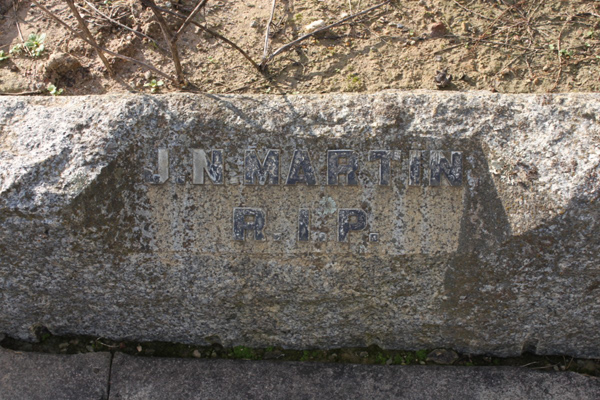 J. N. MARTIN
R. I. P.